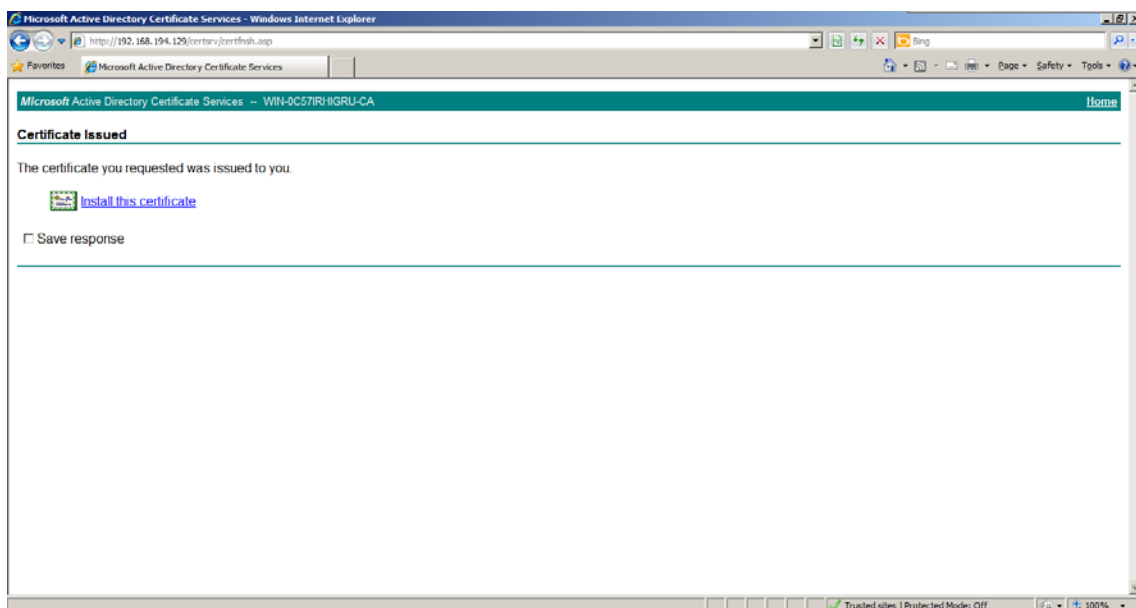 Microsoft Active Directory Certificate Services - Windows Internet Explorer
http://192.168.194.129/certsrv/certfnsh.asp
Bing
Favorites
Microsoft Active Directory Certificate Services
Page
Safety
Tools
Microsoft Active Directory Certificate Services -- WIN-0C57IRHIGRU-CA
Home
Certificate Issued
The certificate you requested was issued to you.
Install this certificate
Save response
Trusted sites | Protected Mode: Off
100%